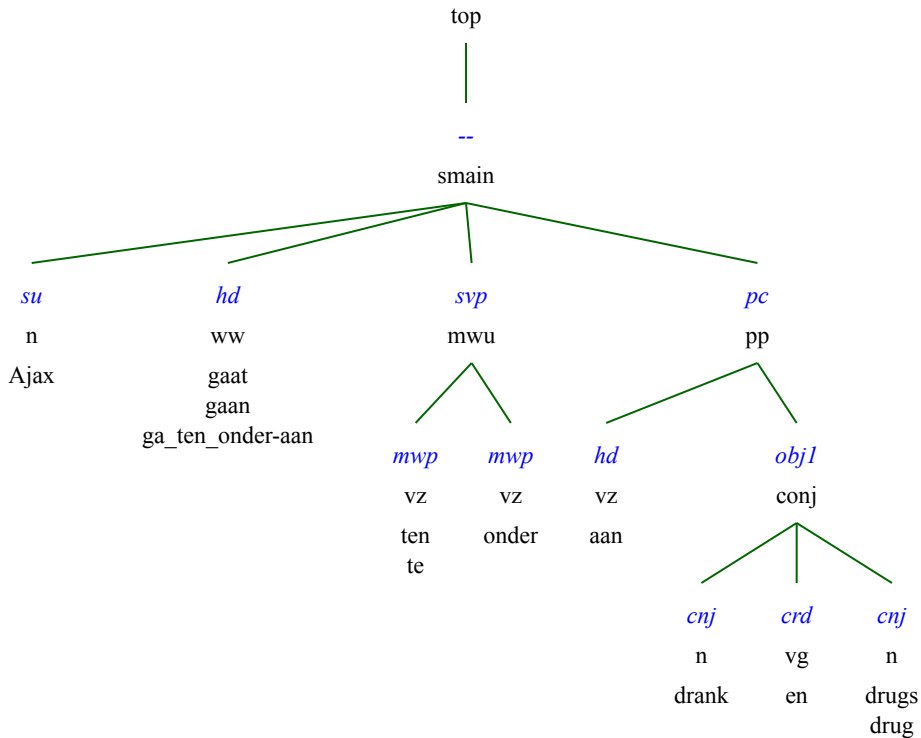 top
--
smain
su hd svp pc
n ww mwu pp
Ajax gaat
gaan
ga_ten_onder-aan
mwp mwp hd obj1
vz vz vz conj
ten onder aan
te
cnj crd cnj
n vg n
drank en drugs
drug